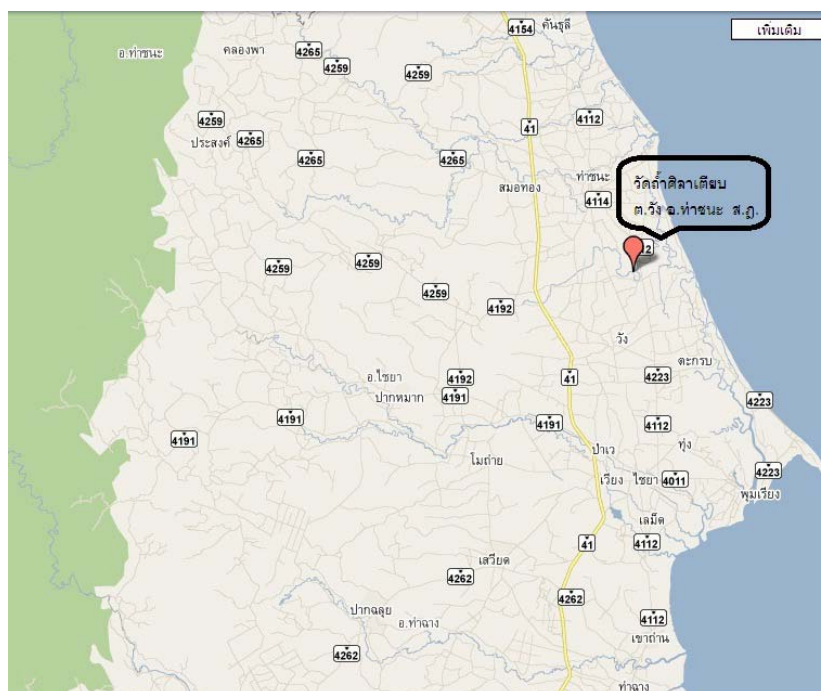 4154
คันธุลี
เพิ่มเติม
อ.ท่าชนะ
คลองพา
4265
4259
4259
4259
ประสงค์
4265
4265
4265
41
4112
สมอทอง
ท่าชนะ
4114
วัดถ้ำศิลาเตียบ
ต.วัง อ.ท่าชนะ ส.ฎ.
4259
4259
4259
4192
วัง
ตะกรบ
อ.ไชยา
ปากหมาก
4192
4191
41
4223
4223
4191
4191
4191
4112
ป่าเว
ทุ่ง
โมถ่าย
เวียง
ไชยา
4011
4223
พุมเรียง
เลม็ด
41
4112
เสวียด
4262
4262
ปากฉลุย
อ.ท่าฉาง
4112
เขาถ่าน
4262
ท่าฉาง